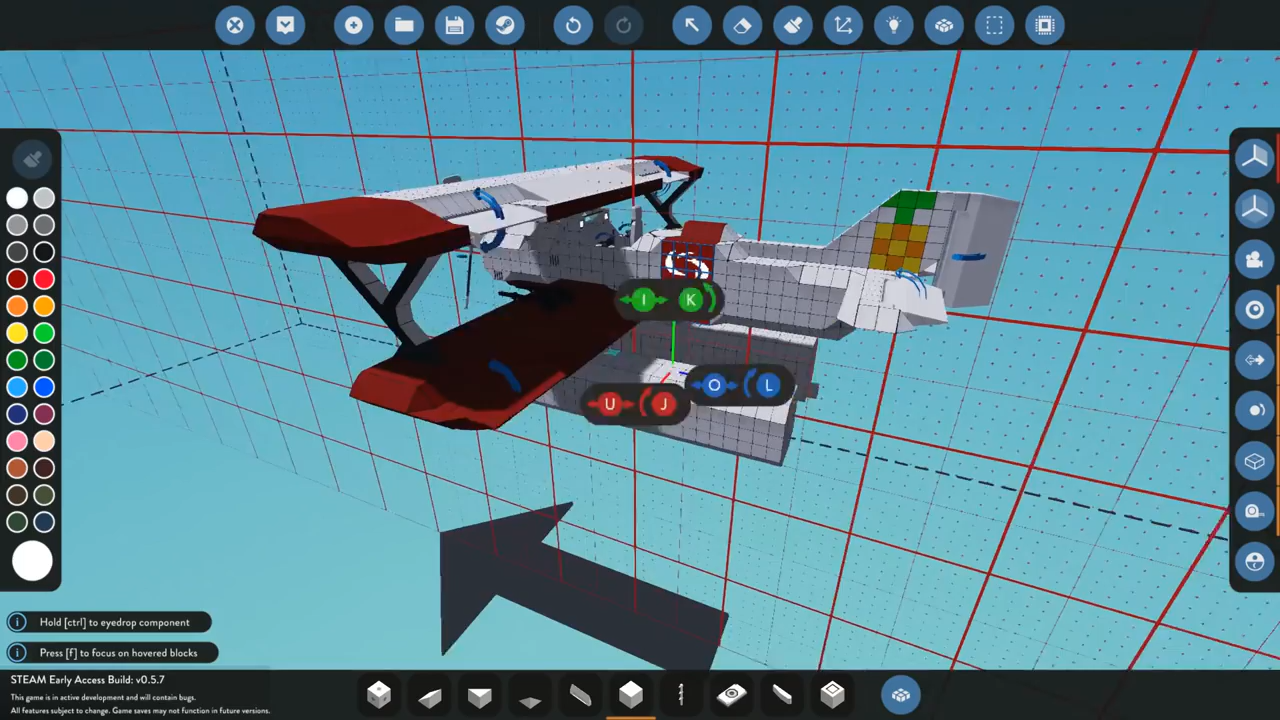 I K
O L
U J
Hold [ctrl] to eyedrop component
Press [f] to focus on hovered blocks
STEAM Early Access Build: v0.5.7
This game is in active development and will contain bugs.
All features subject to change. Game saves may not function in future versions.